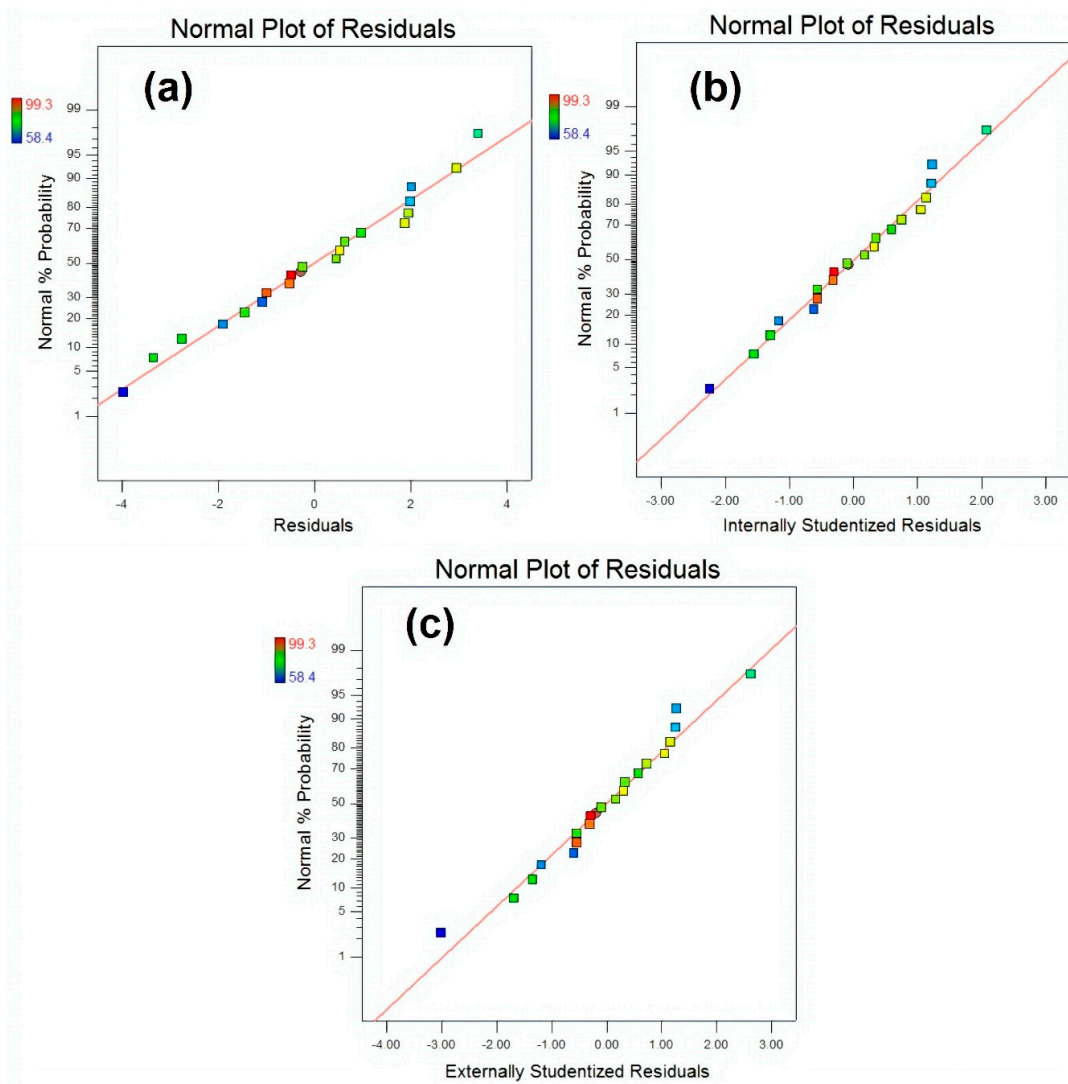 Normal Plot of Residuals
(a)
99.3
58.4
Normal % Probability
99
95
90
80
70
50
30
20
10
5
1
-4 -2 0 2 4
Residuals
Normal Plot of Residuals
(b)
99.3
58.4
Normal % Probability
99
95
90
80
70
50
30
20
10
5
1
-3.00 -2.00 -1.00 0.00 1.00 2.00 3.00
Internally Studentized Residuals
Normal Plot of Residuals
(c)
99.3
58.4
Normal % Probability
99
95
90
80
70
50
30
20
10
5
1
-4.00 -3.00 -2.00 -1.00 0.00 1.00 2.00 3.00
Externally Studentized Residuals